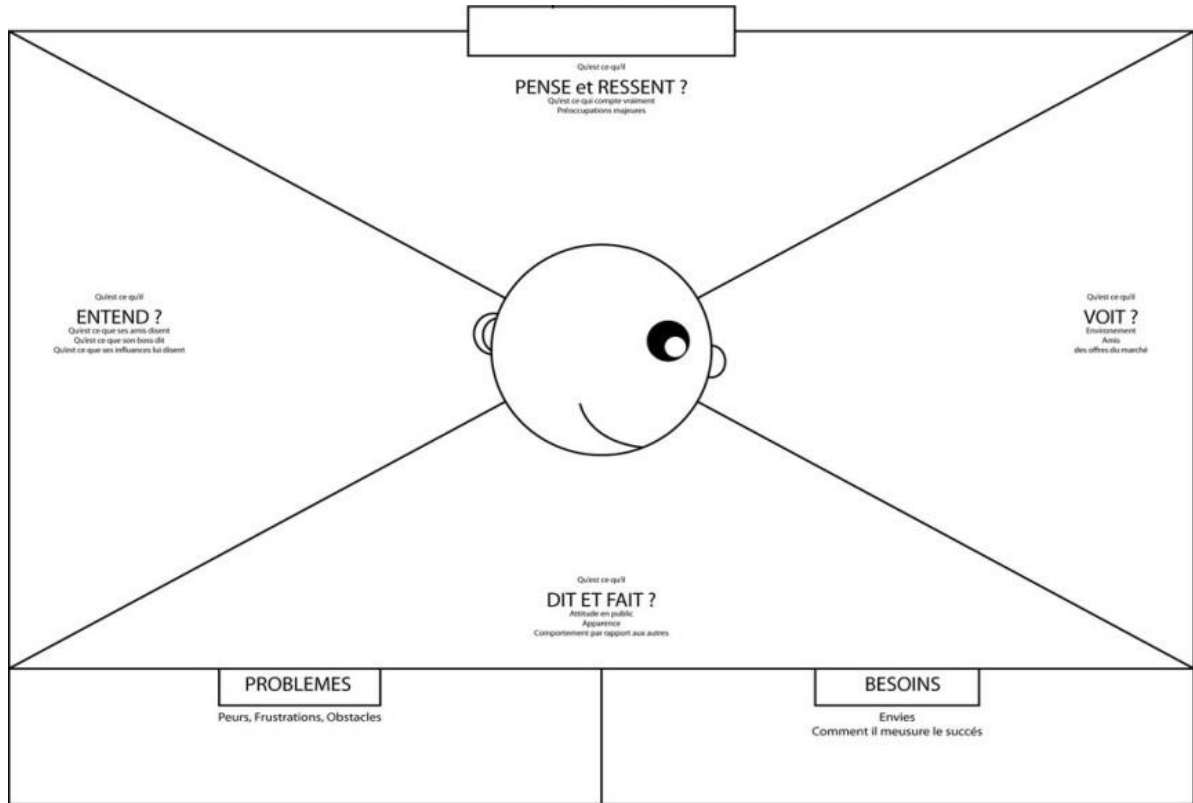 Qu'est ce qu'il
PENSE et RESSENT ?
Qu'est ce qui compte vraiment
Préoccupations majeures
Qu'est ce qu'il
ENTEND ?
Qu'est ce que ses amis disent
Qu'est ce que son boss dit
Qu'est ce que ses influances lui disent
Qu'est ce qu'il
VOIT ?
Environement
Amis
des offres du marché
Qu'est ce qu'il
DIT ET FAIT ?
Attitude en public
Apparence
Comportement par rapport aux autres
PROBLEMES
Peurs, Frustrations, Obstacles
BESOINS
Envies
Comment il meusure le succés